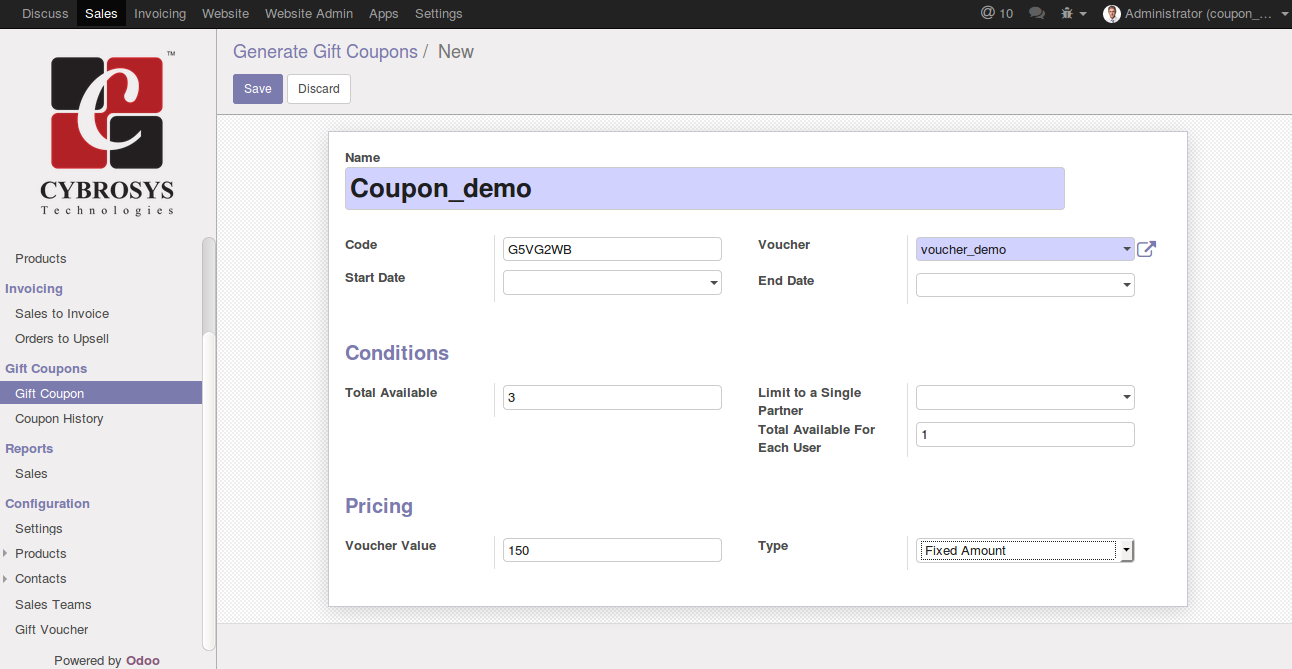 Discuss Sales Invoicing Website Website Admin Apps Settings @ 10 Administrator (coupon_...
Generate Gift Coupons / New
Save Discard
™
C
CYBROSYS
Technologies
Products
Invoicing
Sales to Invoice
Orders to Upsell
Gift Coupons
Gift Coupon
Coupon History
Reports
Sales
Configuration
Settings
Products
Contacts
Sales Teams
Gift Voucher
Powered by Odoo
Name
Coupon_demo
Code G5VG2WB Voucher voucher_demo
Start Date End Date
Conditions
Total Available 3 Limit to a Single
Partner
Total Available For
Each User 1
Pricing
Voucher Value 150 Type Fixed Amount